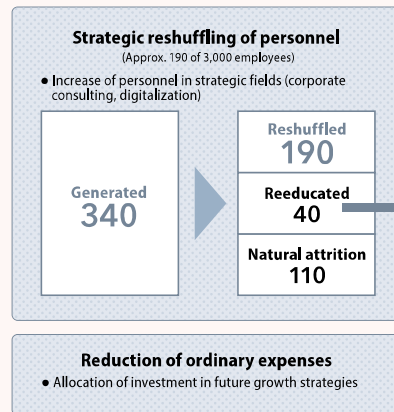 Strategic reshuffling of personnel
(Approx. 190 of 3,000 employees)
● Increase of personnel in strategic fields (corporate
consulting, digitalization)
Generated
340
Reshuffled
190
Reeducated
40
Natural attrition
110
Reduction of ordinary expenses
● Allocation of investment in future growth strategies